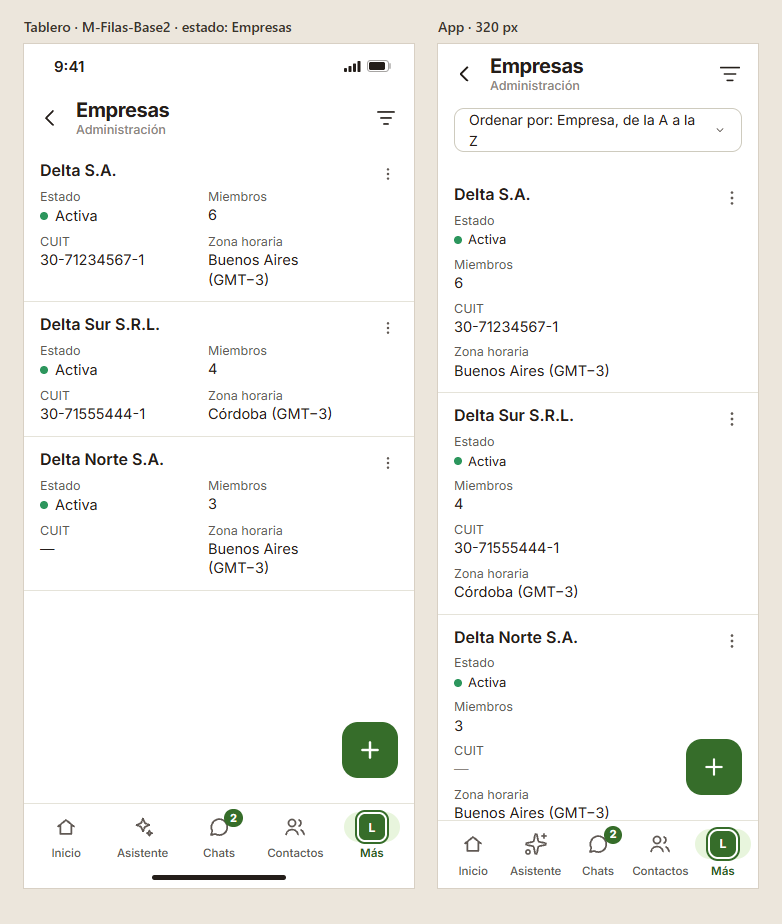 Tablero · M-Filas-Base2 · estado: Empresas
9:41
Empresas
Administración
Delta S.A.
Estado
Miembros
Activa
6
CUIT
Zona horaria
30-71234567-1
Buenos Aires
(GMT−3)
Delta Sur S.R.L.
Estado
Miembros
Activa
4
CUIT
Zona horaria
30-71555444-1
Córdoba (GMT−3)
Delta Norte S.A.
Estado
Miembros
Activa
3
CUIT
Zona horaria
—
Buenos Aires
(GMT−3)
2
L
Inicio
Asistente
Chats
Contactos
Más
App · 320 px
Empresas
Administración
Ordenar por: Empresa, de la A a la
Z
Delta S.A.
Estado
Activa
Miembros
6
CUIT
30-71234567-1
Zona horaria
Buenos Aires (GMT−3)
Delta Sur S.R.L.
Estado
Activa
Miembros
4
CUIT
30-71555444-1
Zona horaria
Córdoba (GMT−3)
Delta Norte S.A.
Estado
Activa
Miembros
3
CUIT
—
Zona horaria
Buenos Aires (GMT−3)
2
L
Inicio
Asistente
Chats
Contactos
Más